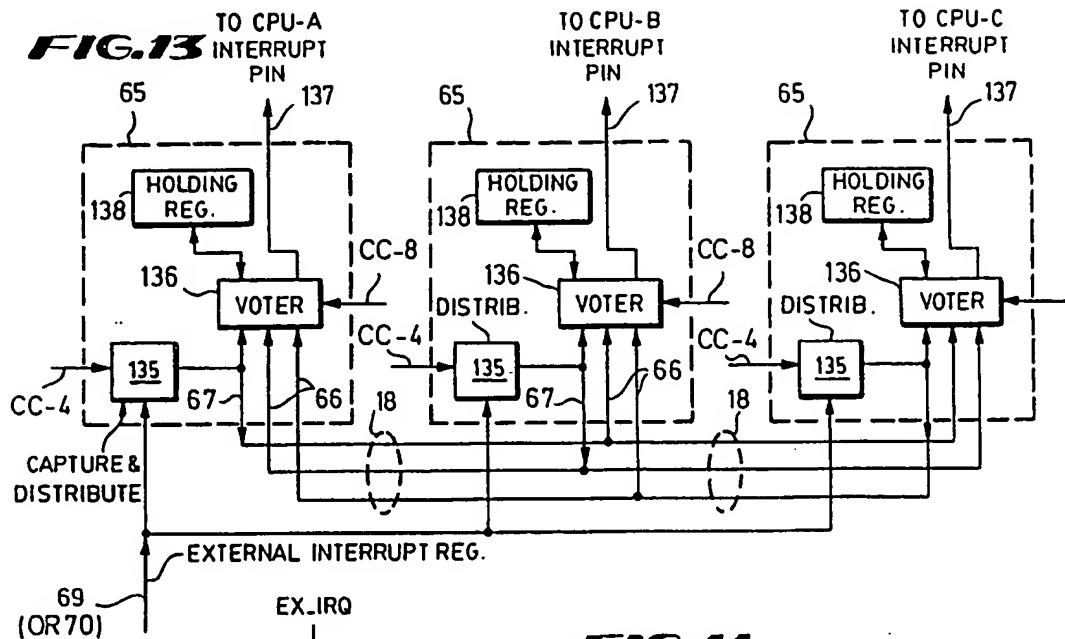 FIG.13
TO CPU-A
INTERRUPT
PIN
TO CPU-B
INTERRUPT
PIN
TO CPU-C
INTERRUPT
PIN
65
137
65
137
65
137
HOLDING
REG.
138
HOLDING
REG.
138
HOLDING
REG.
138
CC-8
CC-8
136
VOTER
136
VOTER
136
VOTER
DISTRIB.
DISTRIB.
CC-4
CC-4
CC-4
135
135
135
67
66
67
66
18
18
CAPTURE &
DISTRIBUTE
EXTERNAL INTERRUPT REG.
69
(OR 70)
EX_IRQ